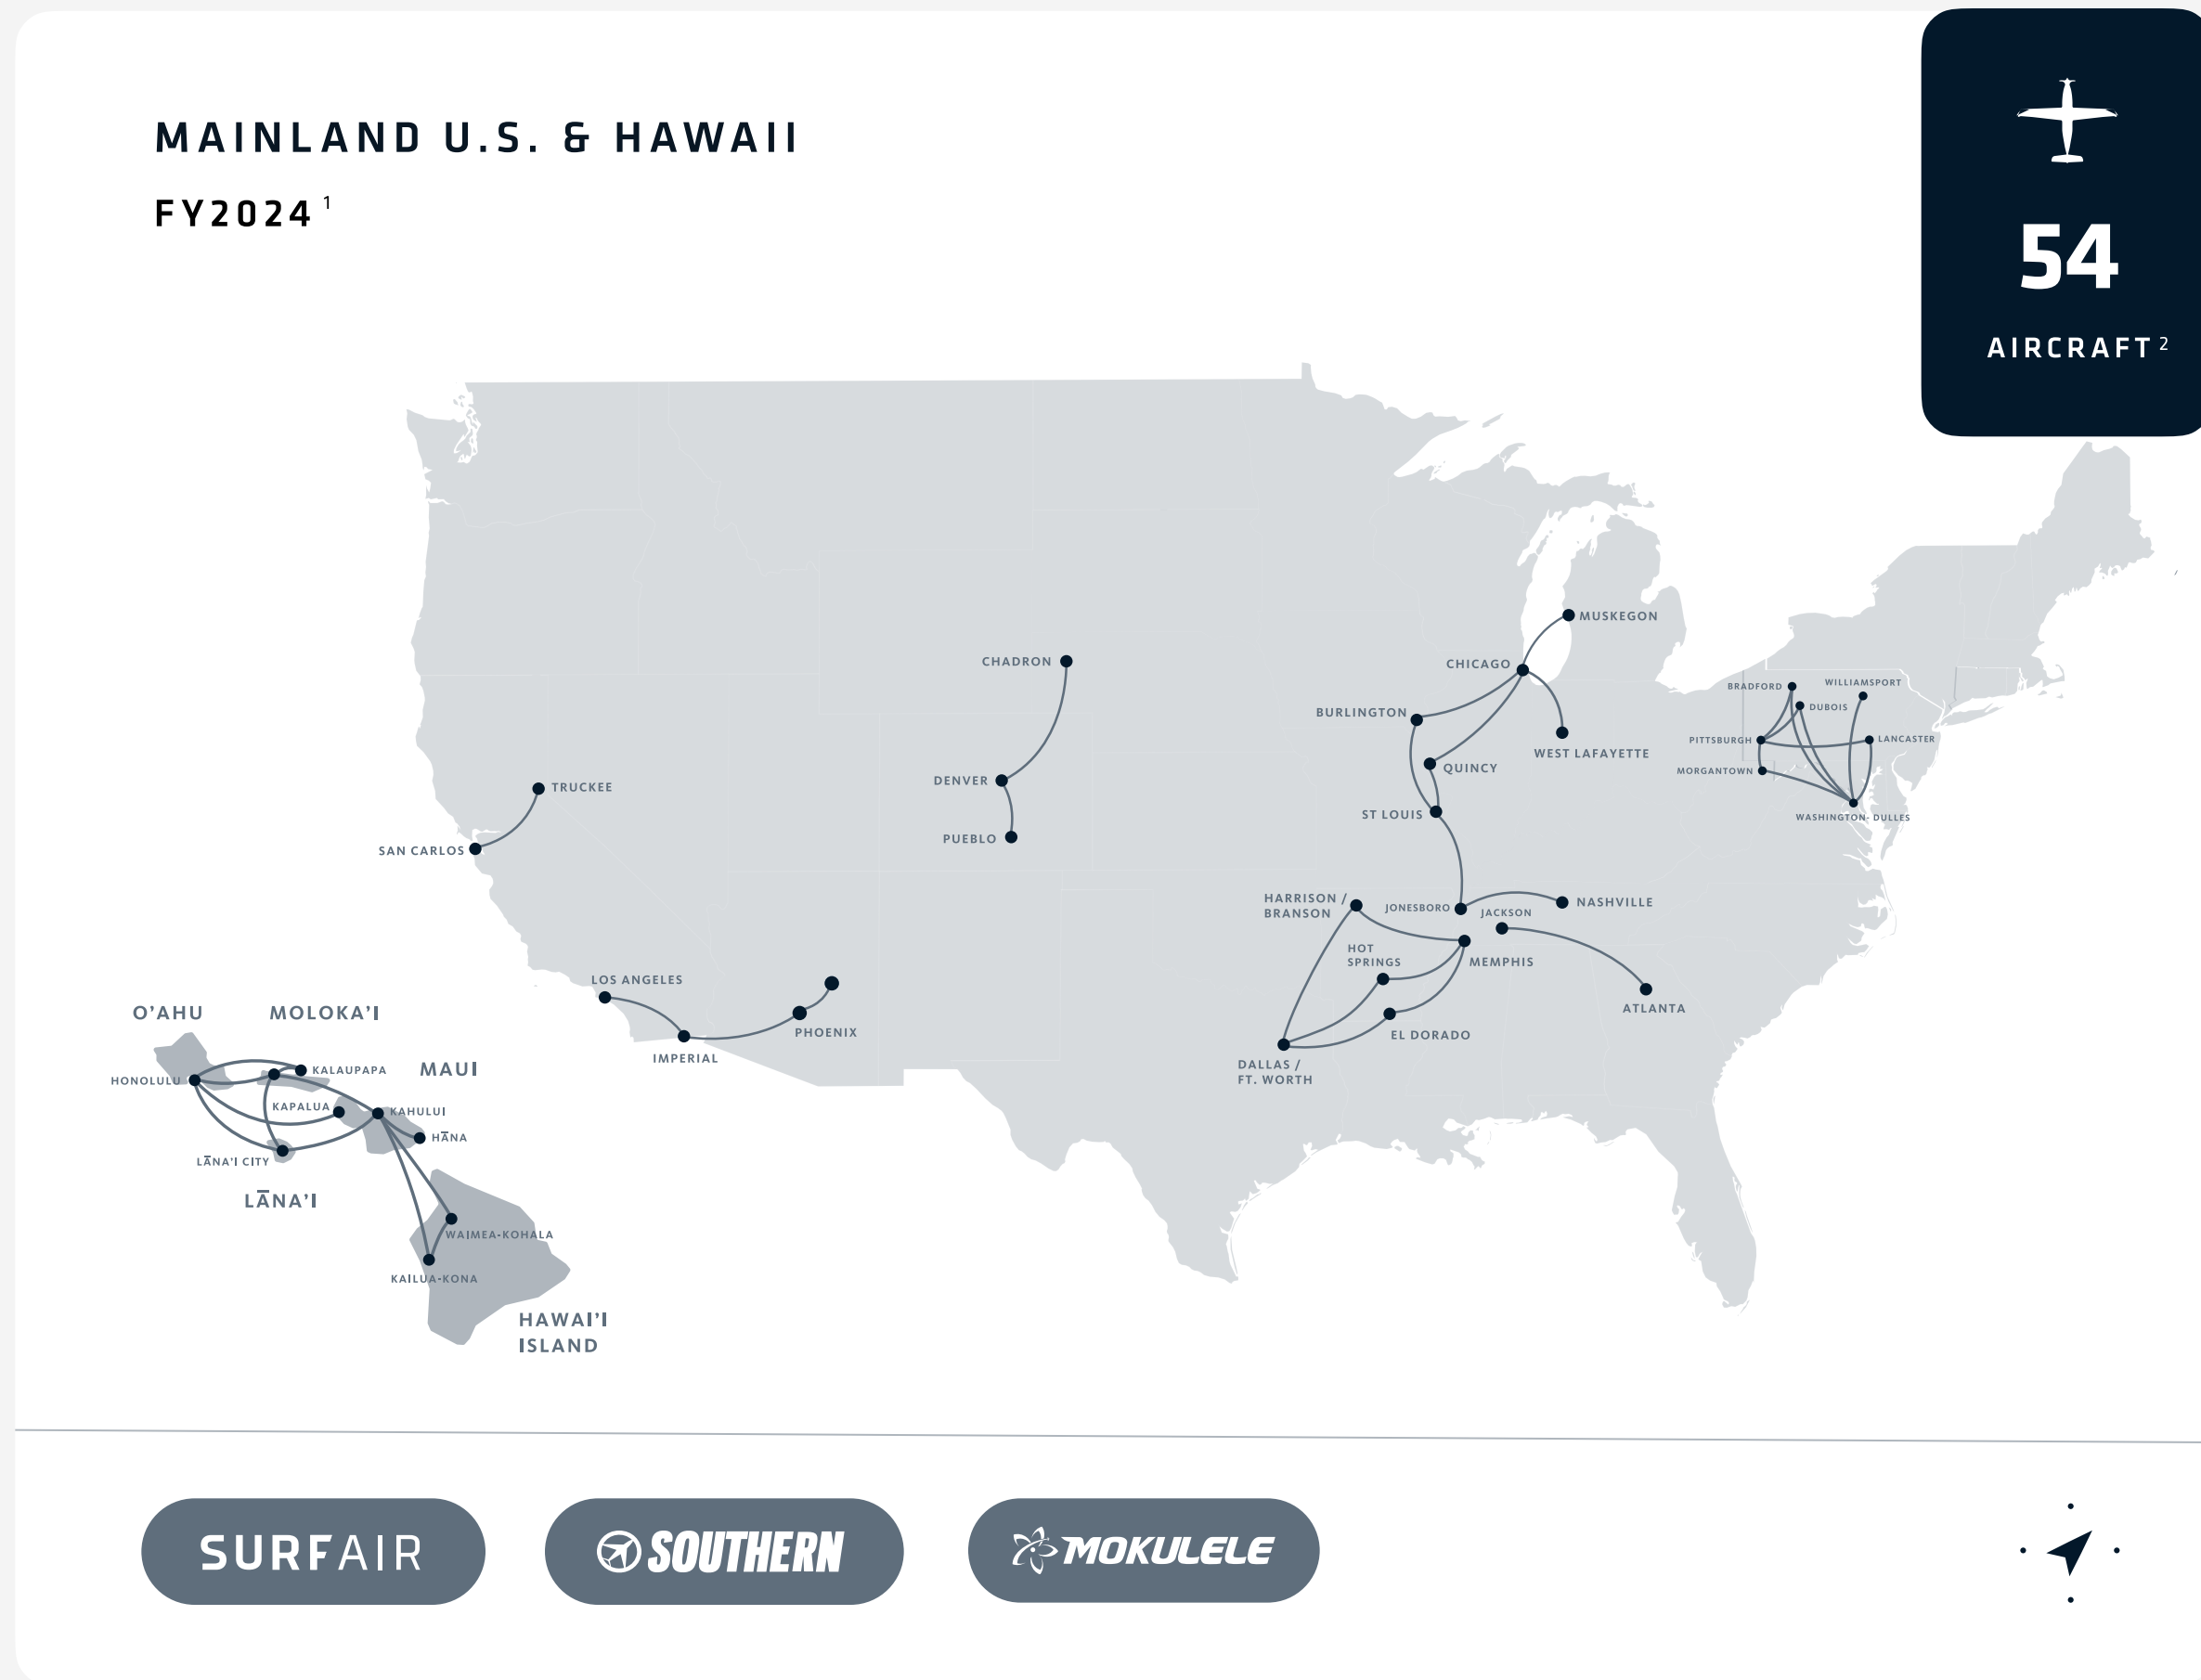 MAINLAND U.S. & HAWAII
FY2024 1
54
AIRCRAFT 2
MUSKEGON
CHADRON
CHICAGO
BRADFORD
WILLIAMSPORT
DUBOIS
BURLINGTON
PITTSBURGH
LANCASTER
WEST LAFAYETTE
QUINCY
MORGANTOWN
DENVER
TRUCKEE
ST LOUIS
WASHINGTON- DULLES
PUEBLO
SAN CARLOS
HARRISON /
BRANSON
JONESBORO
JACKSON
NASHVILLE
HOT
SPRINGS
MEMPHIS
LOS ANGELES
ATLANTA
PHOENIX
EL DORADO
IMPERIAL
DALLAS /
FT. WORTH
O'AHU
MOLOKA'I
MAUI
KALAUPAPA
HONOLULU
KAPALUA
KAHULUI
HĀNA
LĀNA'I CITY
LĀNA'I
WAIMEA-KOHALA
KAILUA-KONA
HAWAI'I
ISLAND
SURFAIR
SOUTHERN
MOKULELE